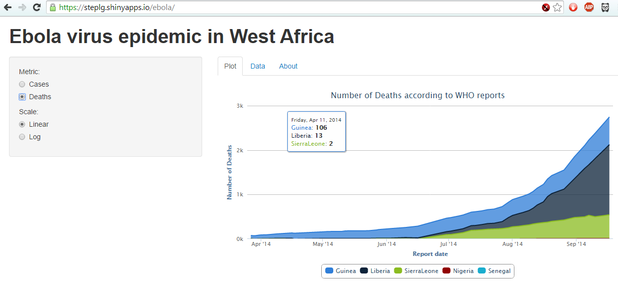 https://steplg.shinyapps.io/ebola/
ABP
Ebola virus epidemic in West Africa
Metric:
Cases
Deaths
Scale:
Linear
Log
Plot Data About
Number of Deaths according to WHO reports
Number of Deaths
3k
2k
1k
0k
Friday, Apr 11, 2014
Guinea: 106
Liberia: 13
SierraLeone: 2
Apr '14 May '14 Jun '14 Jul '14 Aug '14 Sep '14
Report date
Guinea Liberia SierraLeone Nigeria Senegal